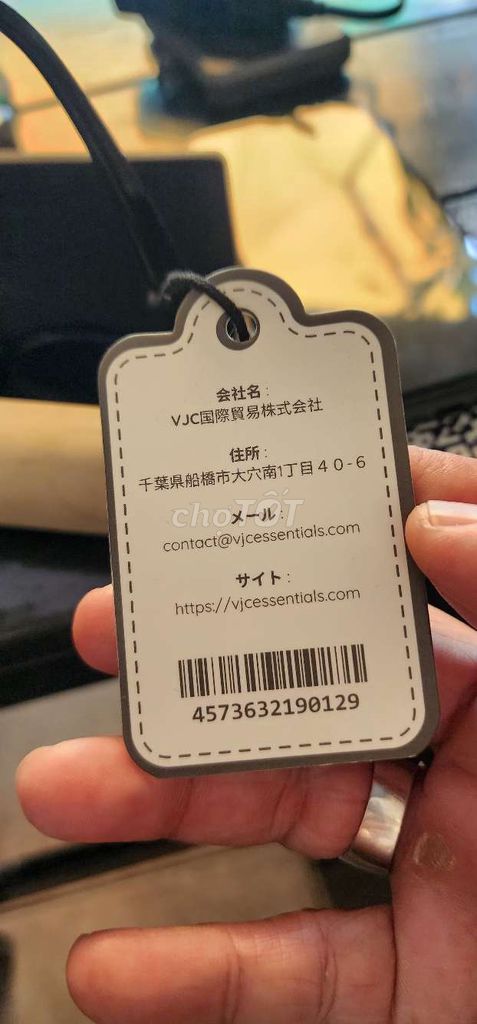 会社名 :
VJC国際貿易株式会社
住所 :
千葉県船橋市大穴南1丁目４０-６
choTỐT
メール :
contact@vjcessentials.com
サイト :
https://vjcessentials.com
4573632190129